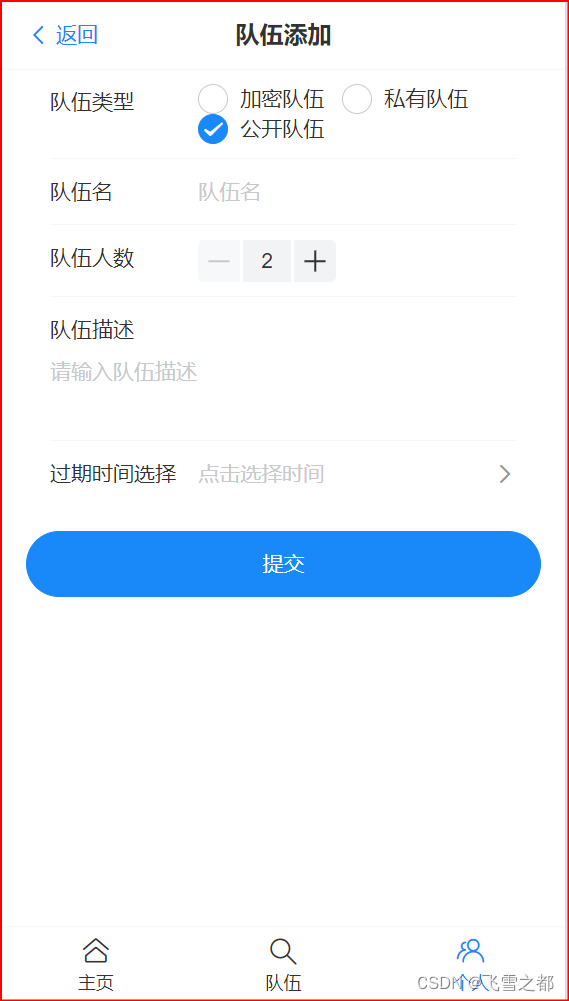 返回
队伍添加
队伍类型
加密队伍 私有队伍
公开队伍
队伍名 队伍名
队伍人数 2
队伍描述
请输入队伍描述
过期时间选择 点击选择时间
提交
主页 队伍 个人
CSDN @飞雪之都